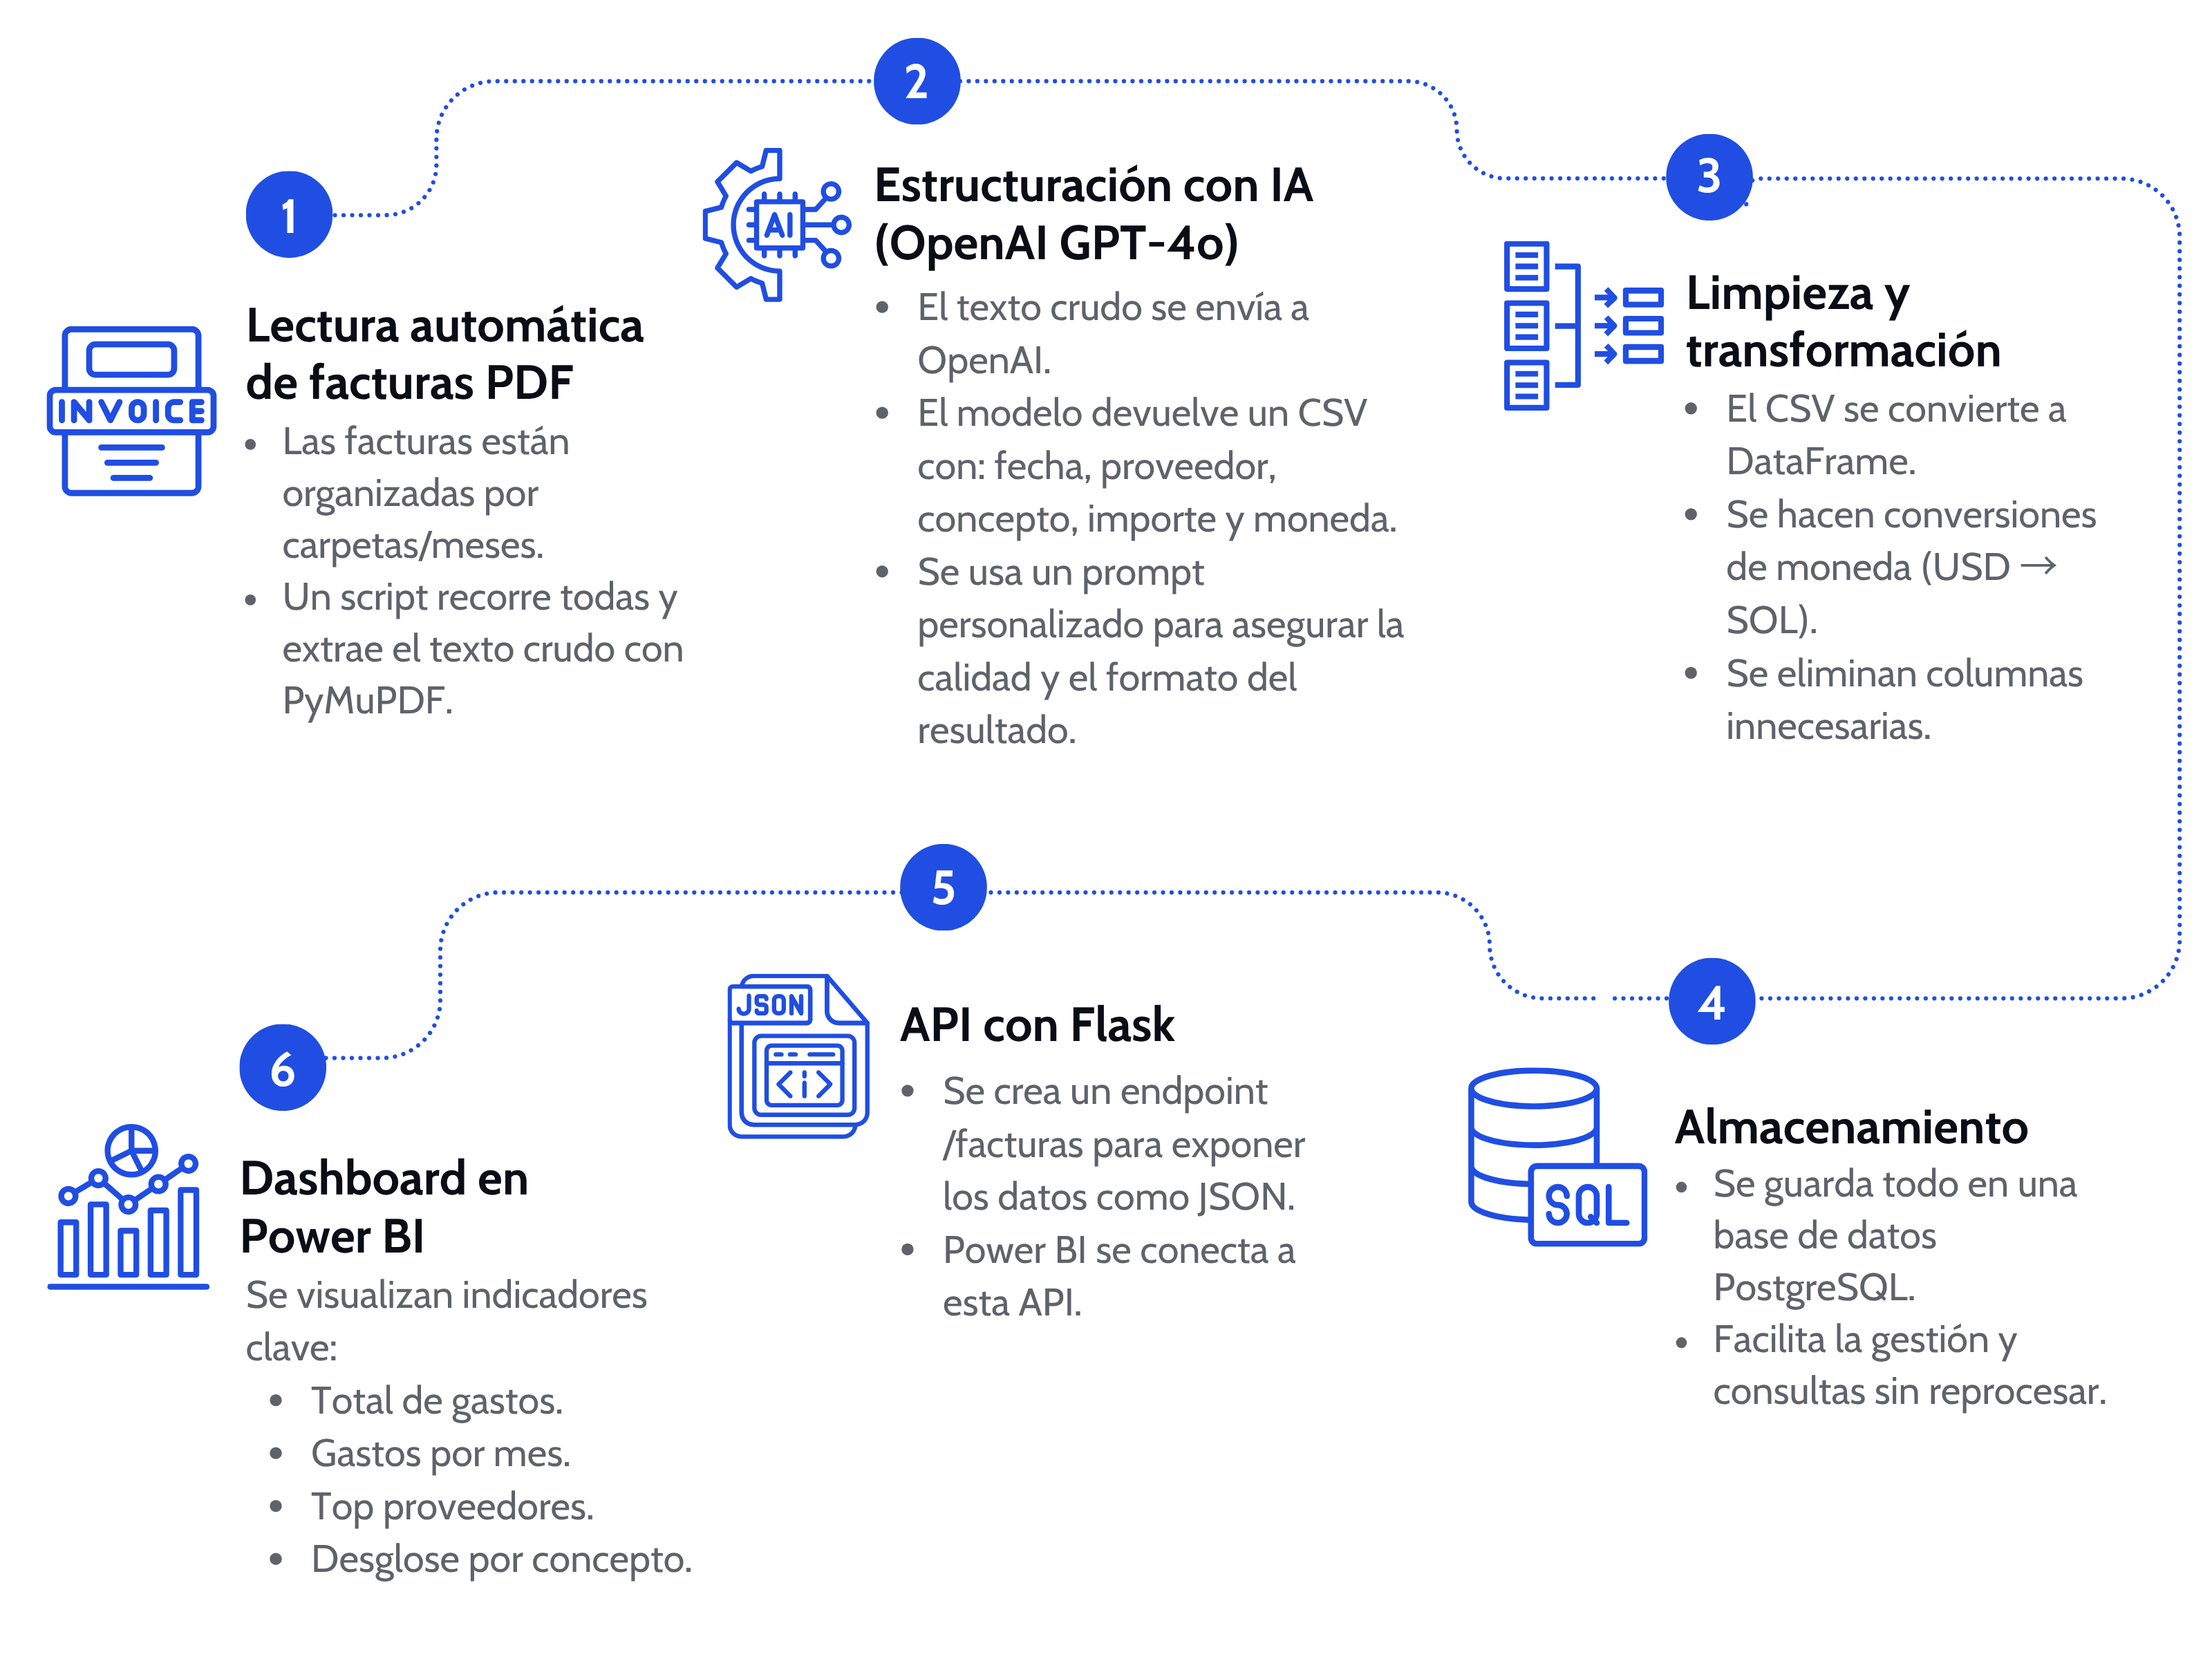 1
INVOICE
Lectura automática
de facturas PDF
• Las facturas están
organizadas por
carpetas/meses.
• Un script recorre todas y
extrae el texto crudo con
PyMuPDF.
2
AI
Estructuración con IA
(OpenAI GPT-4o)
• El texto crudo se envía a
OpenAI.
• El modelo devuelve un CSV
con: fecha, proveedor,
concepto, importe y moneda.
• Se usa un prompt
personalizado para asegurar la
calidad y el formato del
resultado.
3
Limpieza y
transformación
• El CSV se convierte a
DataFrame.
• Se hacen conversiones
de moneda (USD →
SOL).
• Se eliminan columnas
innecesarias.
4
SQL
Almacenamiento
• Se guarda todo en una
base de datos
PostgreSQL.
• Facilita la gestión y
consultas sin reprocesar.
5
JSON
<i>
API con Flask
• Se crea un endpoint
/facturas para exponer
los datos como JSON.
• Power BI se conecta a
esta API.
6
Dashboard en
Power BI
Se visualizan indicadores
clave:
• Total de gastos.
• Gastos por mes.
• Top proveedores.
• Desglose por concepto.